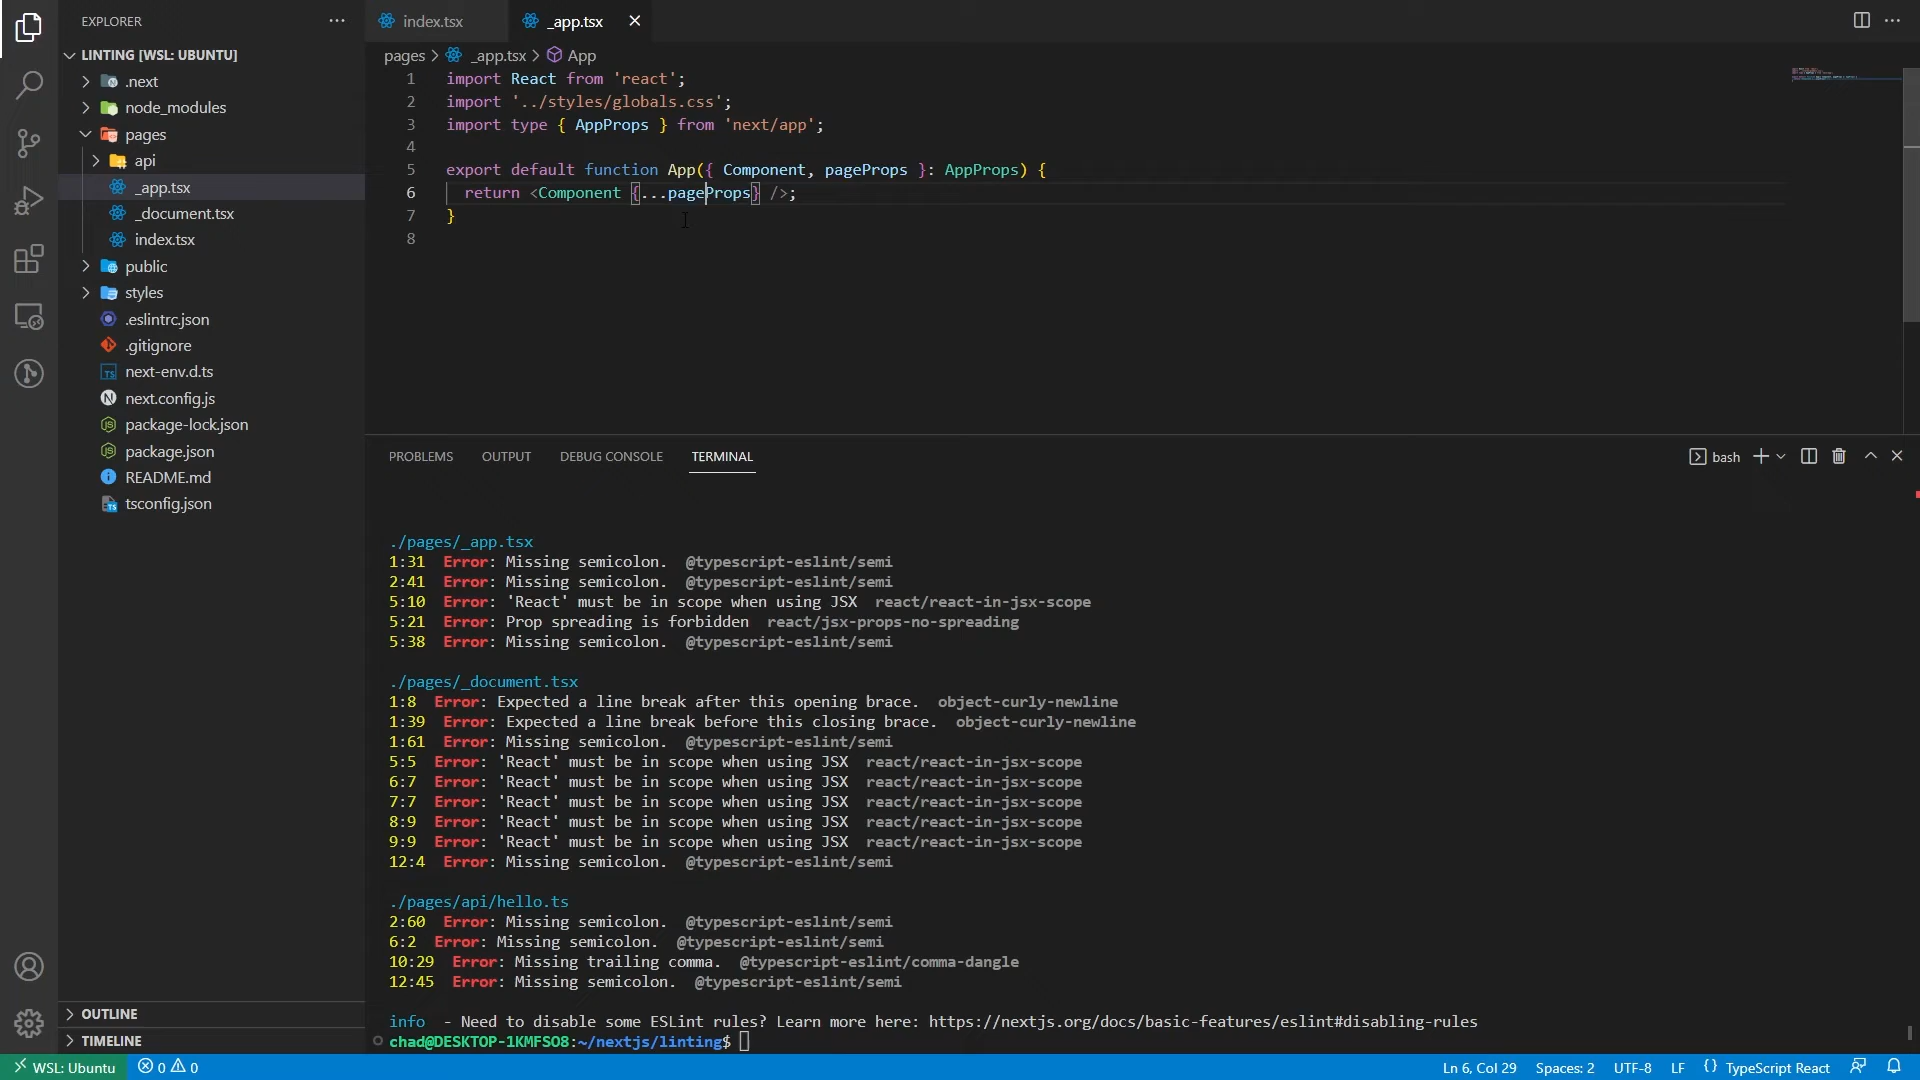 EXPLORER
LINTING [WSL: UBUNTU]
.next
node_modules
pages
api
_app.tsx
_document.tsx
index.tsx
public
styles
.eslintrc.json
.gitignore
next-env.d.ts
next.config.js
package-lock.json
package.json
README.md
tsconfig.json
OUTLINE
TIMELINE
index.tsx
_app.tsx
pages > _app.tsx > App
1 import React from 'react';
2 import '../styles/globals.css';
3 import type { AppProps } from 'next/app';
4
5 export default function App({ Component, pageProps }: AppProps) {
6 return <Component {...pageProps} />;
7 }
8
PROBLEMS OUTPUT DEBUG CONSOLE TERMINAL
bash
./pages/_app.tsx
1:31 Error: Missing semicolon. @typescript-eslint/semi
2:41 Error: Missing semicolon. @typescript-eslint/semi
5:10 Error: 'React' must be in scope when using JSX react/react-in-jsx-scope
5:21 Error: Prop spreading is forbidden react/jsx-props-no-spreading
5:38 Error: Missing semicolon. @typescript-eslint/semi
./pages/_document.tsx
1:8 Error: Expected a line break after this opening brace. object-curly-newline
1:39 Error: Expected a line break before this closing brace. object-curly-newline
1:61 Error: Missing semicolon. @typescript-eslint/semi
5:5 Error: 'React' must be in scope when using JSX react/react-in-jsx-scope
6:7 Error: 'React' must be in scope when using JSX react/react-in-jsx-scope
7:7 Error: 'React' must be in scope when using JSX react/react-in-jsx-scope
8:9 Error: 'React' must be in scope when using JSX react/react-in-jsx-scope
9:9 Error: 'React' must be in scope when using JSX react/react-in-jsx-scope
12:4 Error: Missing semicolon. @typescript-eslint/semi
./pages/api/hello.ts
2:60 Error: Missing semicolon. @typescript-eslint/semi
6:2 Error: Missing semicolon. @typescript-eslint/semi
10:29 Error: Missing trailing comma. @typescript-eslint/comma-dangle
12:45 Error: Missing semicolon. @typescript-eslint/semi
info - Need to disable some ESLint rules? Learn more here: https://nextjs.org/docs/basic-features/eslint#disabling-rules
chad@DESKTOP-1KMFSO8:~/nextjs/linting$
WSL: Ubuntu 0 0 Ln 6, Col 29 Spaces: 2 UTF-8 LF {} TypeScript React